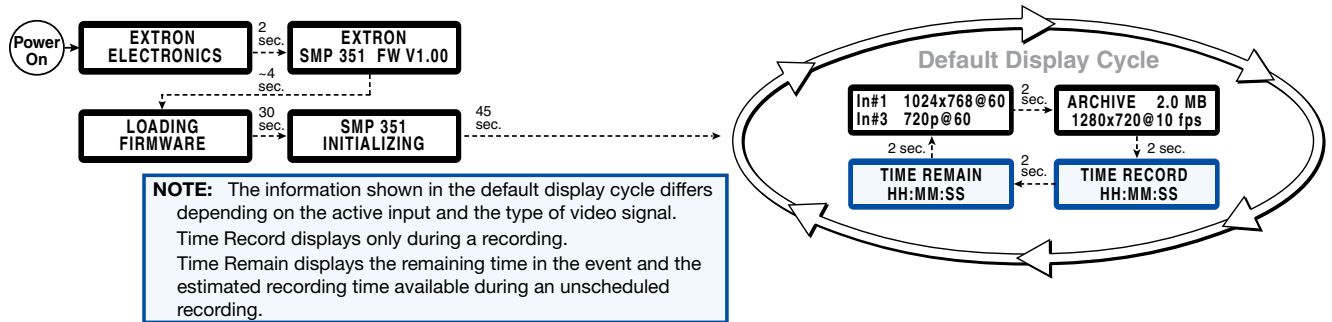 Power
On
EXTRON
ELECTRONICS
2
sec.
EXTRON
SMP 351 FW V1.00
~4
sec.
LOADING
FIRMWARE
30
sec.
SMP 351
INITIALIZING
45
sec.
NOTE: The information shown in the default display cycle differs
depending on the active input and the type of video signal.
Time Record displays only during a recording.
Time Remain displays the remaining time in the event and the
estimated recording time available during an unscheduled
recording.
Default Display Cycle
In#1 1024x768@60
In#3 720p@60
2
sec.
ARCHIVE 2.0 MB
1280x720@10 fps
2 sec.
TIME RECORD
HH:MM:SS
2
sec.
TIME REMAIN
HH:MM:SS
2 sec.